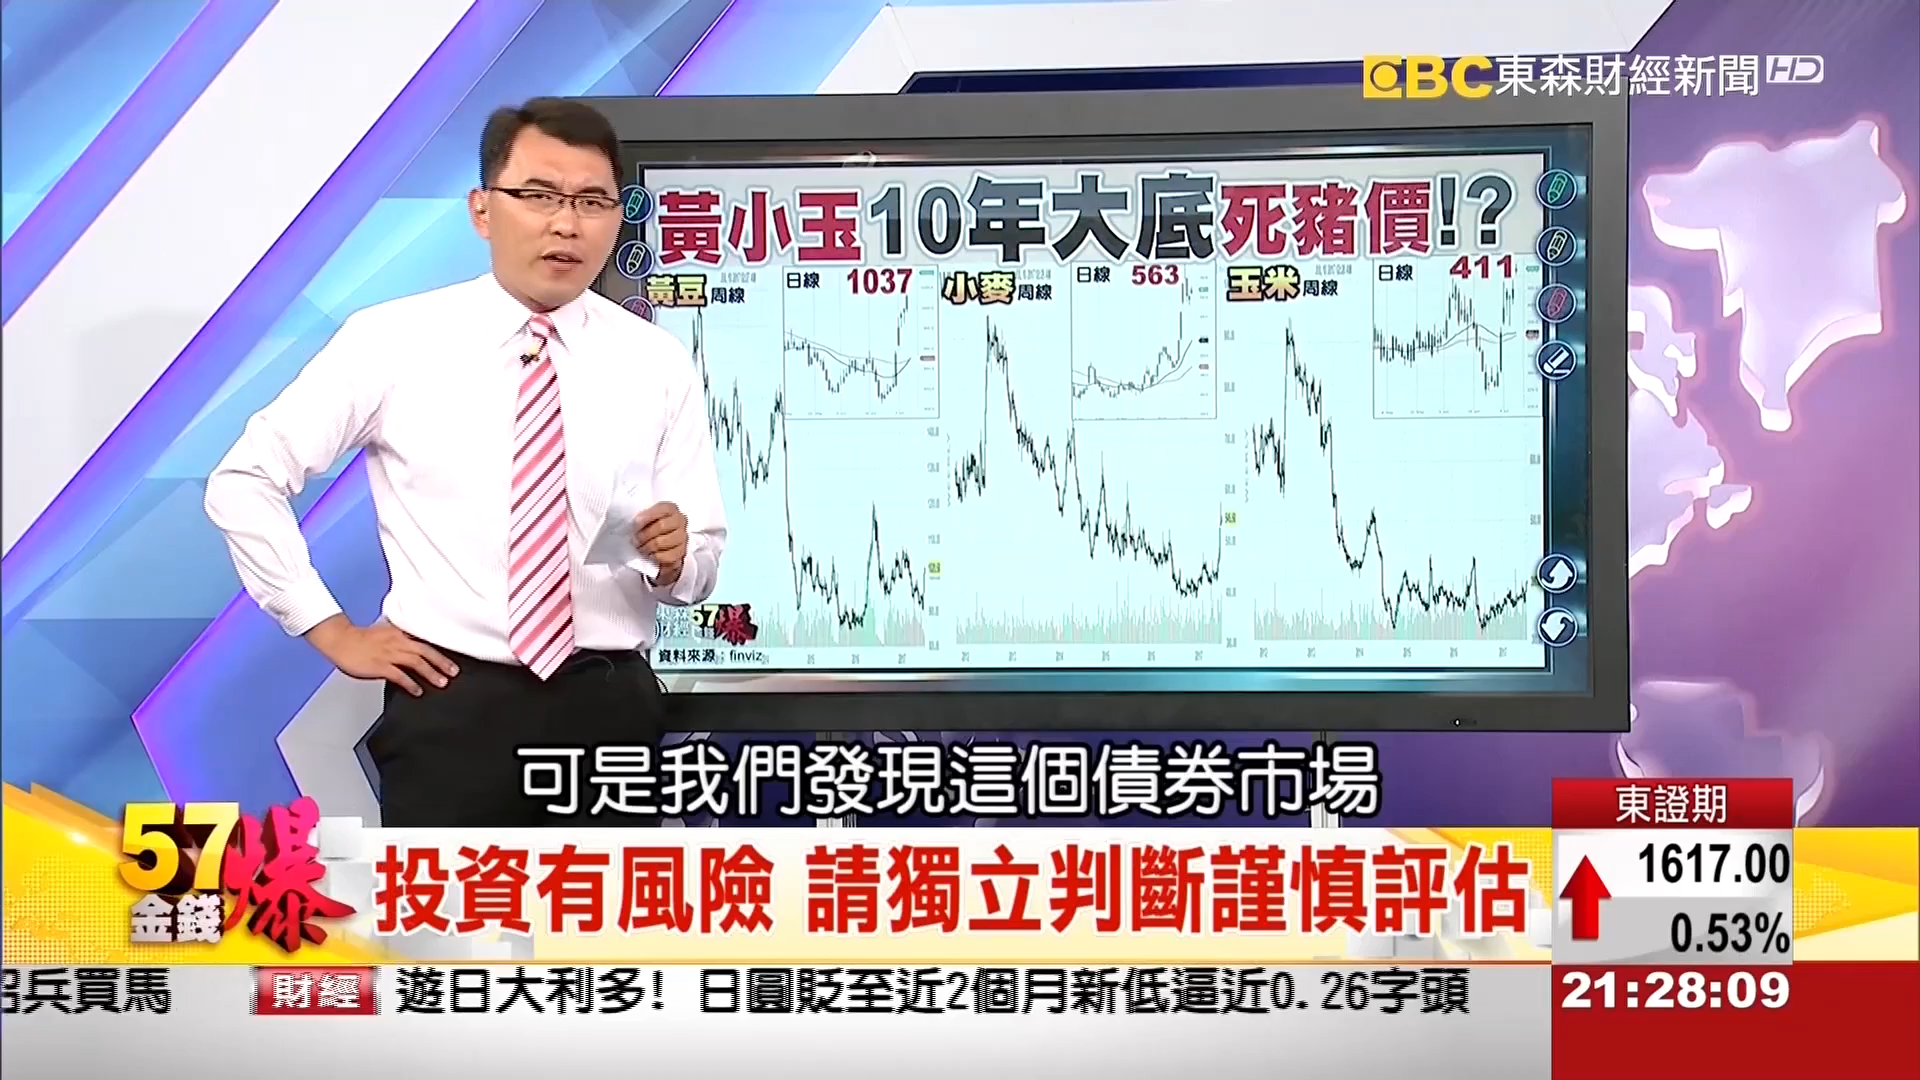 EBC東森財經新聞HD
黃小玉10年大底死豬價!?
黃豆周線
日線 1037
小麥周線
日線 563
玉米周線
日線 411
57爆
資料來源：finviz
可是我們發現這個債券市場
57金錢爆
投資有風險 請獨立判斷謹慎評估
東證期
1617.00
0.53%
招兵買馬 財經 遊日大利多! 日圓貶至近2個月新低逼近0.26字頭
21:28:09